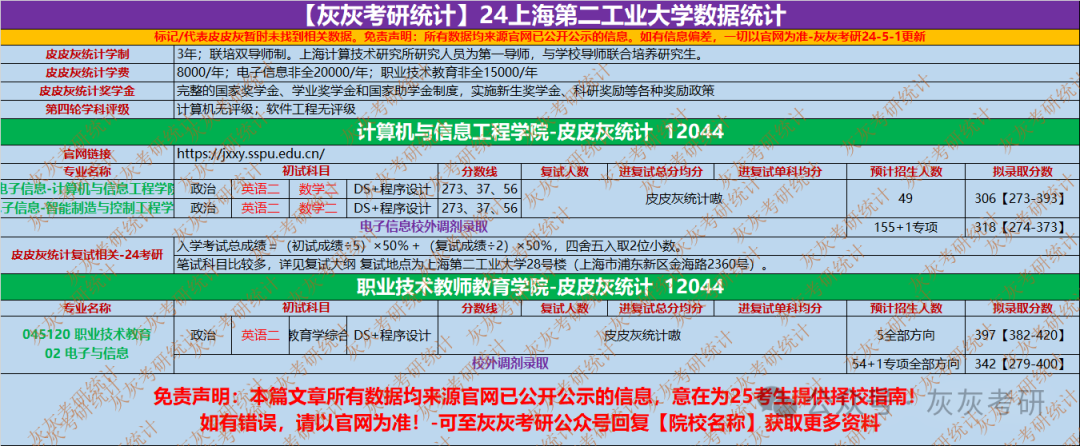 【灰灰考研统计】24上海第二工业大学数据统计
标记/代表皮皮灰暂时未找到相关数据。免责声明：所有数据均来源官网已公开公示的信息。如有信息偏差，一切以官网为准-灰灰考研24-5-1更新
皮皮灰统计学制 3年；联培双导师制。上海计算技术研究所研究人员为第一导师，与学校导师联合培养研究生。
皮皮灰统计学费 8000/年；电子信息非全20000/年；职业技术教育非全15000/年
皮皮灰统计奖学金 完整的国家奖学金、学业奖学金和国家助学金制度，实施新生奖学金、科研奖励等各种奖励政策
第四轮学科评级 计算机无评级；软件工程无评级
计算机与信息工程学院-皮皮灰统计 12044
官网链接 https://jxxy.sspu.edu.cn/
专业名称 初试科目 分数线 复试人数 进复试总分均分 进复试单科均分 预计招生人数 拟录取分数
电子信息-计算机与信息工程学院 政治 英语二 数学二 DS+程序设计 273、37、56 皮皮灰统计嗷 49 306【273-393】
子信息-智能制造与控制工程学 政治 英语二 数学二 DS+程序设计 273、37、56
电子信息校外调剂录取 155+1专项 318【274-373】
皮皮灰统计复试相关-24考研 入学考试总成绩＝（初试成绩÷5）×50%＋（复试成绩÷2）×50%，四舍五入取2位小数。
笔试科目比较多，详见复试大纲 复试地点为上海第二工业大学28号楼（上海市浦东新区金海路2360号）。
职业技术教师教育学院-皮皮灰统计 12044
专业名称 初试科目 分数线 复试人数 进复试总分均分 进复试单科均分 预计招生人数 拟录取分数
045120 职业技术教育
02 电子与信息 政治 英语二 教育学综合 DS+程序设计 皮皮灰统计嗷 5全部方向 397【382-420】
校外调剂录取 54+1专项全部方向 342【279-400】
免责声明：本篇文章所有数据均来源官网已公开公示的信息，意在为25考生提供择校指南！
如有错误，请以官网为准！-可至灰灰考研公众号回复【院校名称】获取更多资料
公众号 灰灰考研
灰灰考研统计